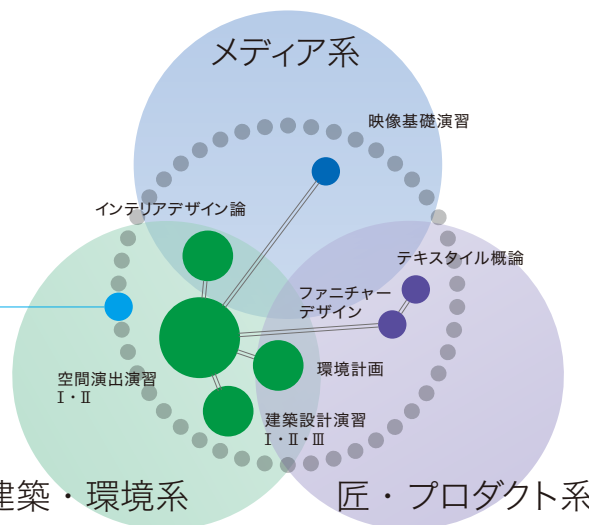 メディア系
映像基礎演習
インテリアデザイン論
テキスタイル概論
ファニチャー
デザイン
環境計画
空間演出演習
Ⅰ・Ⅱ
建築設計演習
Ⅰ・Ⅱ・Ⅲ
建築・環境系
匠・プロダクト系